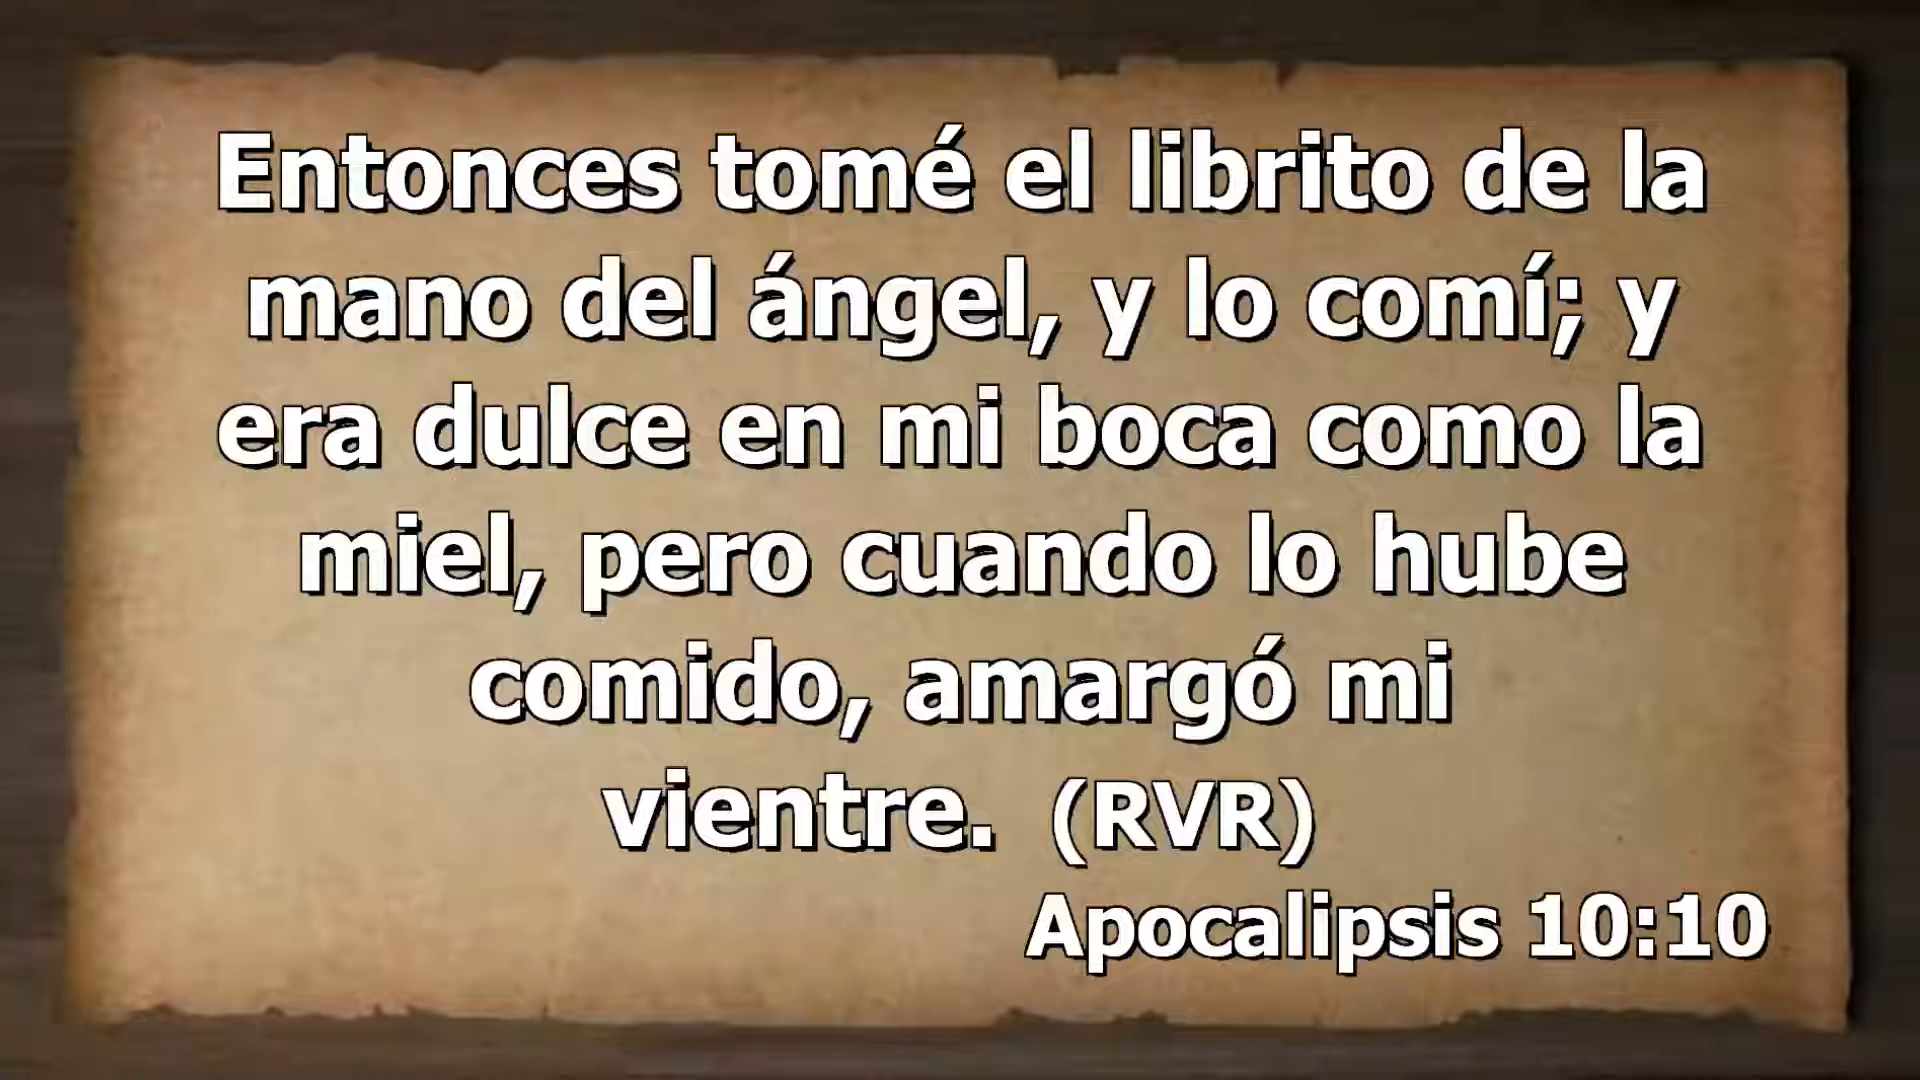 Entonces tomé el librito de la
mano del ángel, y lo comí; y
era dulce en mi boca como la
miel, pero cuando lo hube
comido, amargó mi
vientre. (RVR)
Apocalipsis 10:10